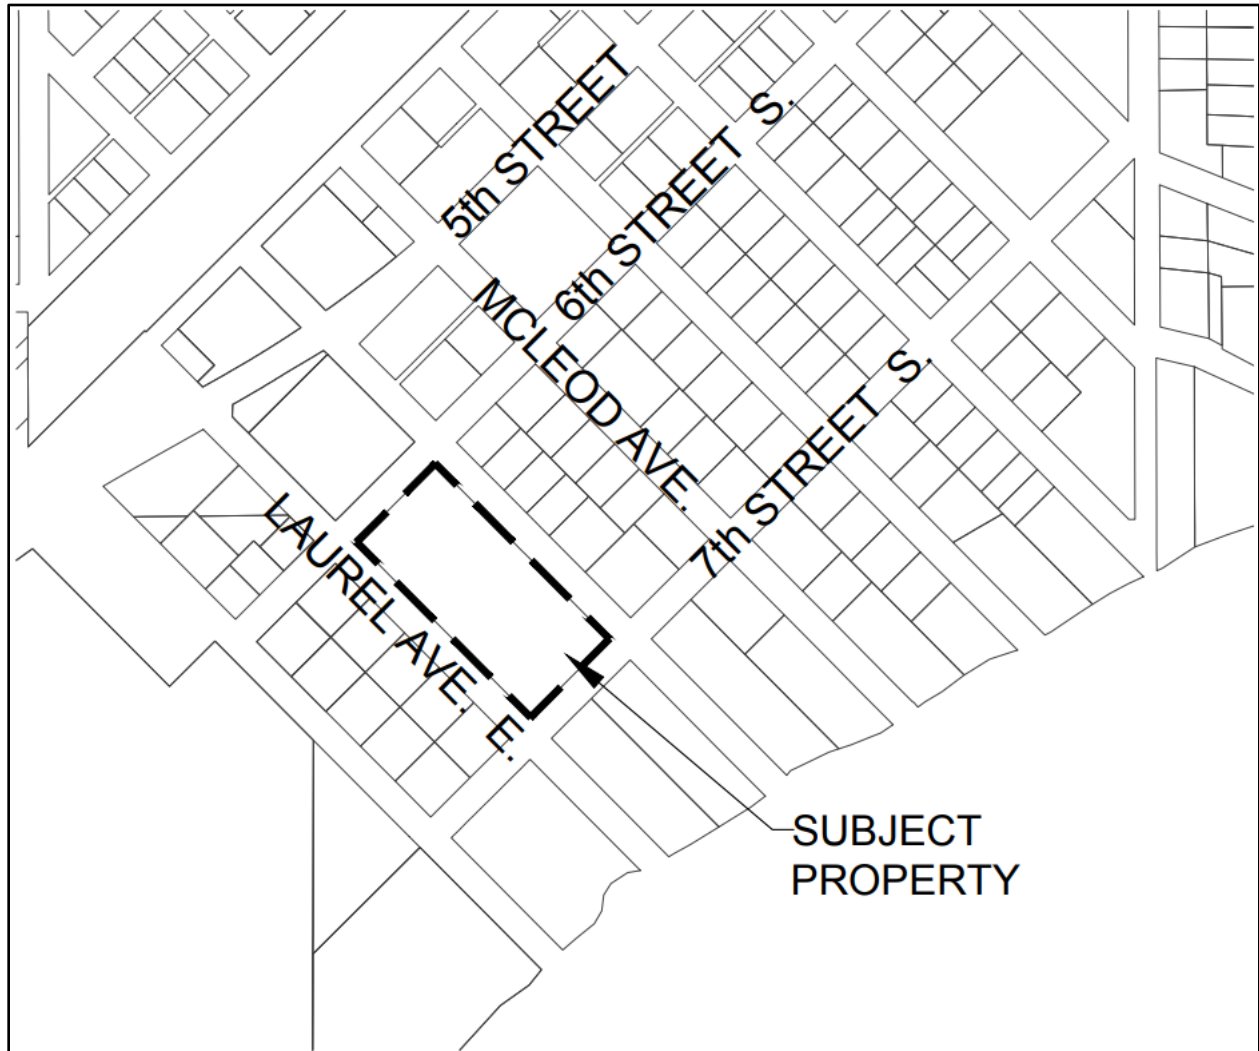 5th STREET
6th STREET S.
MCLEOD AVE.
7th STREET S.
LAUREL AVE. E.
SUBJECT
PROPERTY